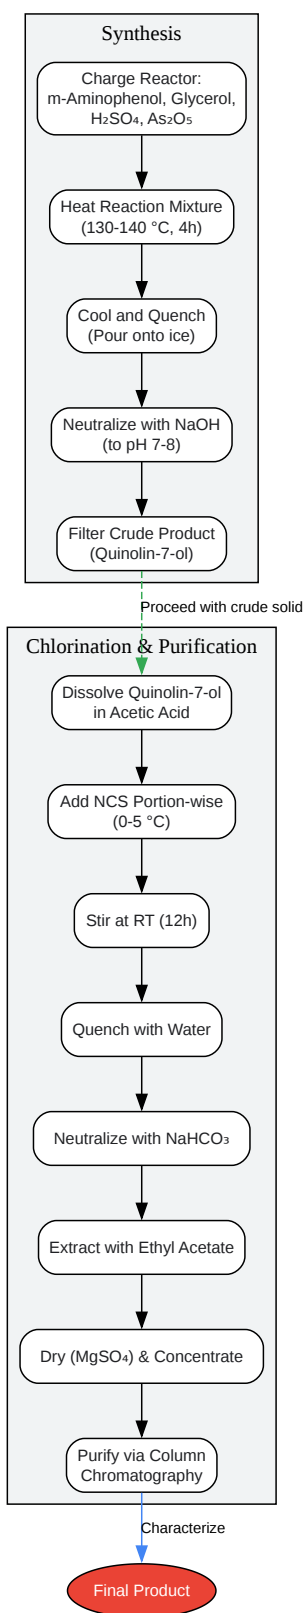 Synthesis
Charge Reactor:
m-Aminophenol, Glycerol,
H₂SO₄, As₂O₅
Heat Reaction Mixture
(130-140 °C, 4h)
Cool and Quench
(Pour onto ice)
Neutralize with NaOH
(to pH 7-8)
Filter Crude Product
(Quinolin-7-ol)
Proceed with crude solid
Chlorination & Purification
Dissolve Quinolin-7-ol
in Acetic Acid
Add NCS Portion-wise
(0-5 °C)
Stir at RT (12h)
Quench with Water
Neutralize with NaHCO₃
Extract with Ethyl Acetate
Dry (MgSO₄) & Concentrate
Purify via Column
Chromatography
Characterize
Final Product